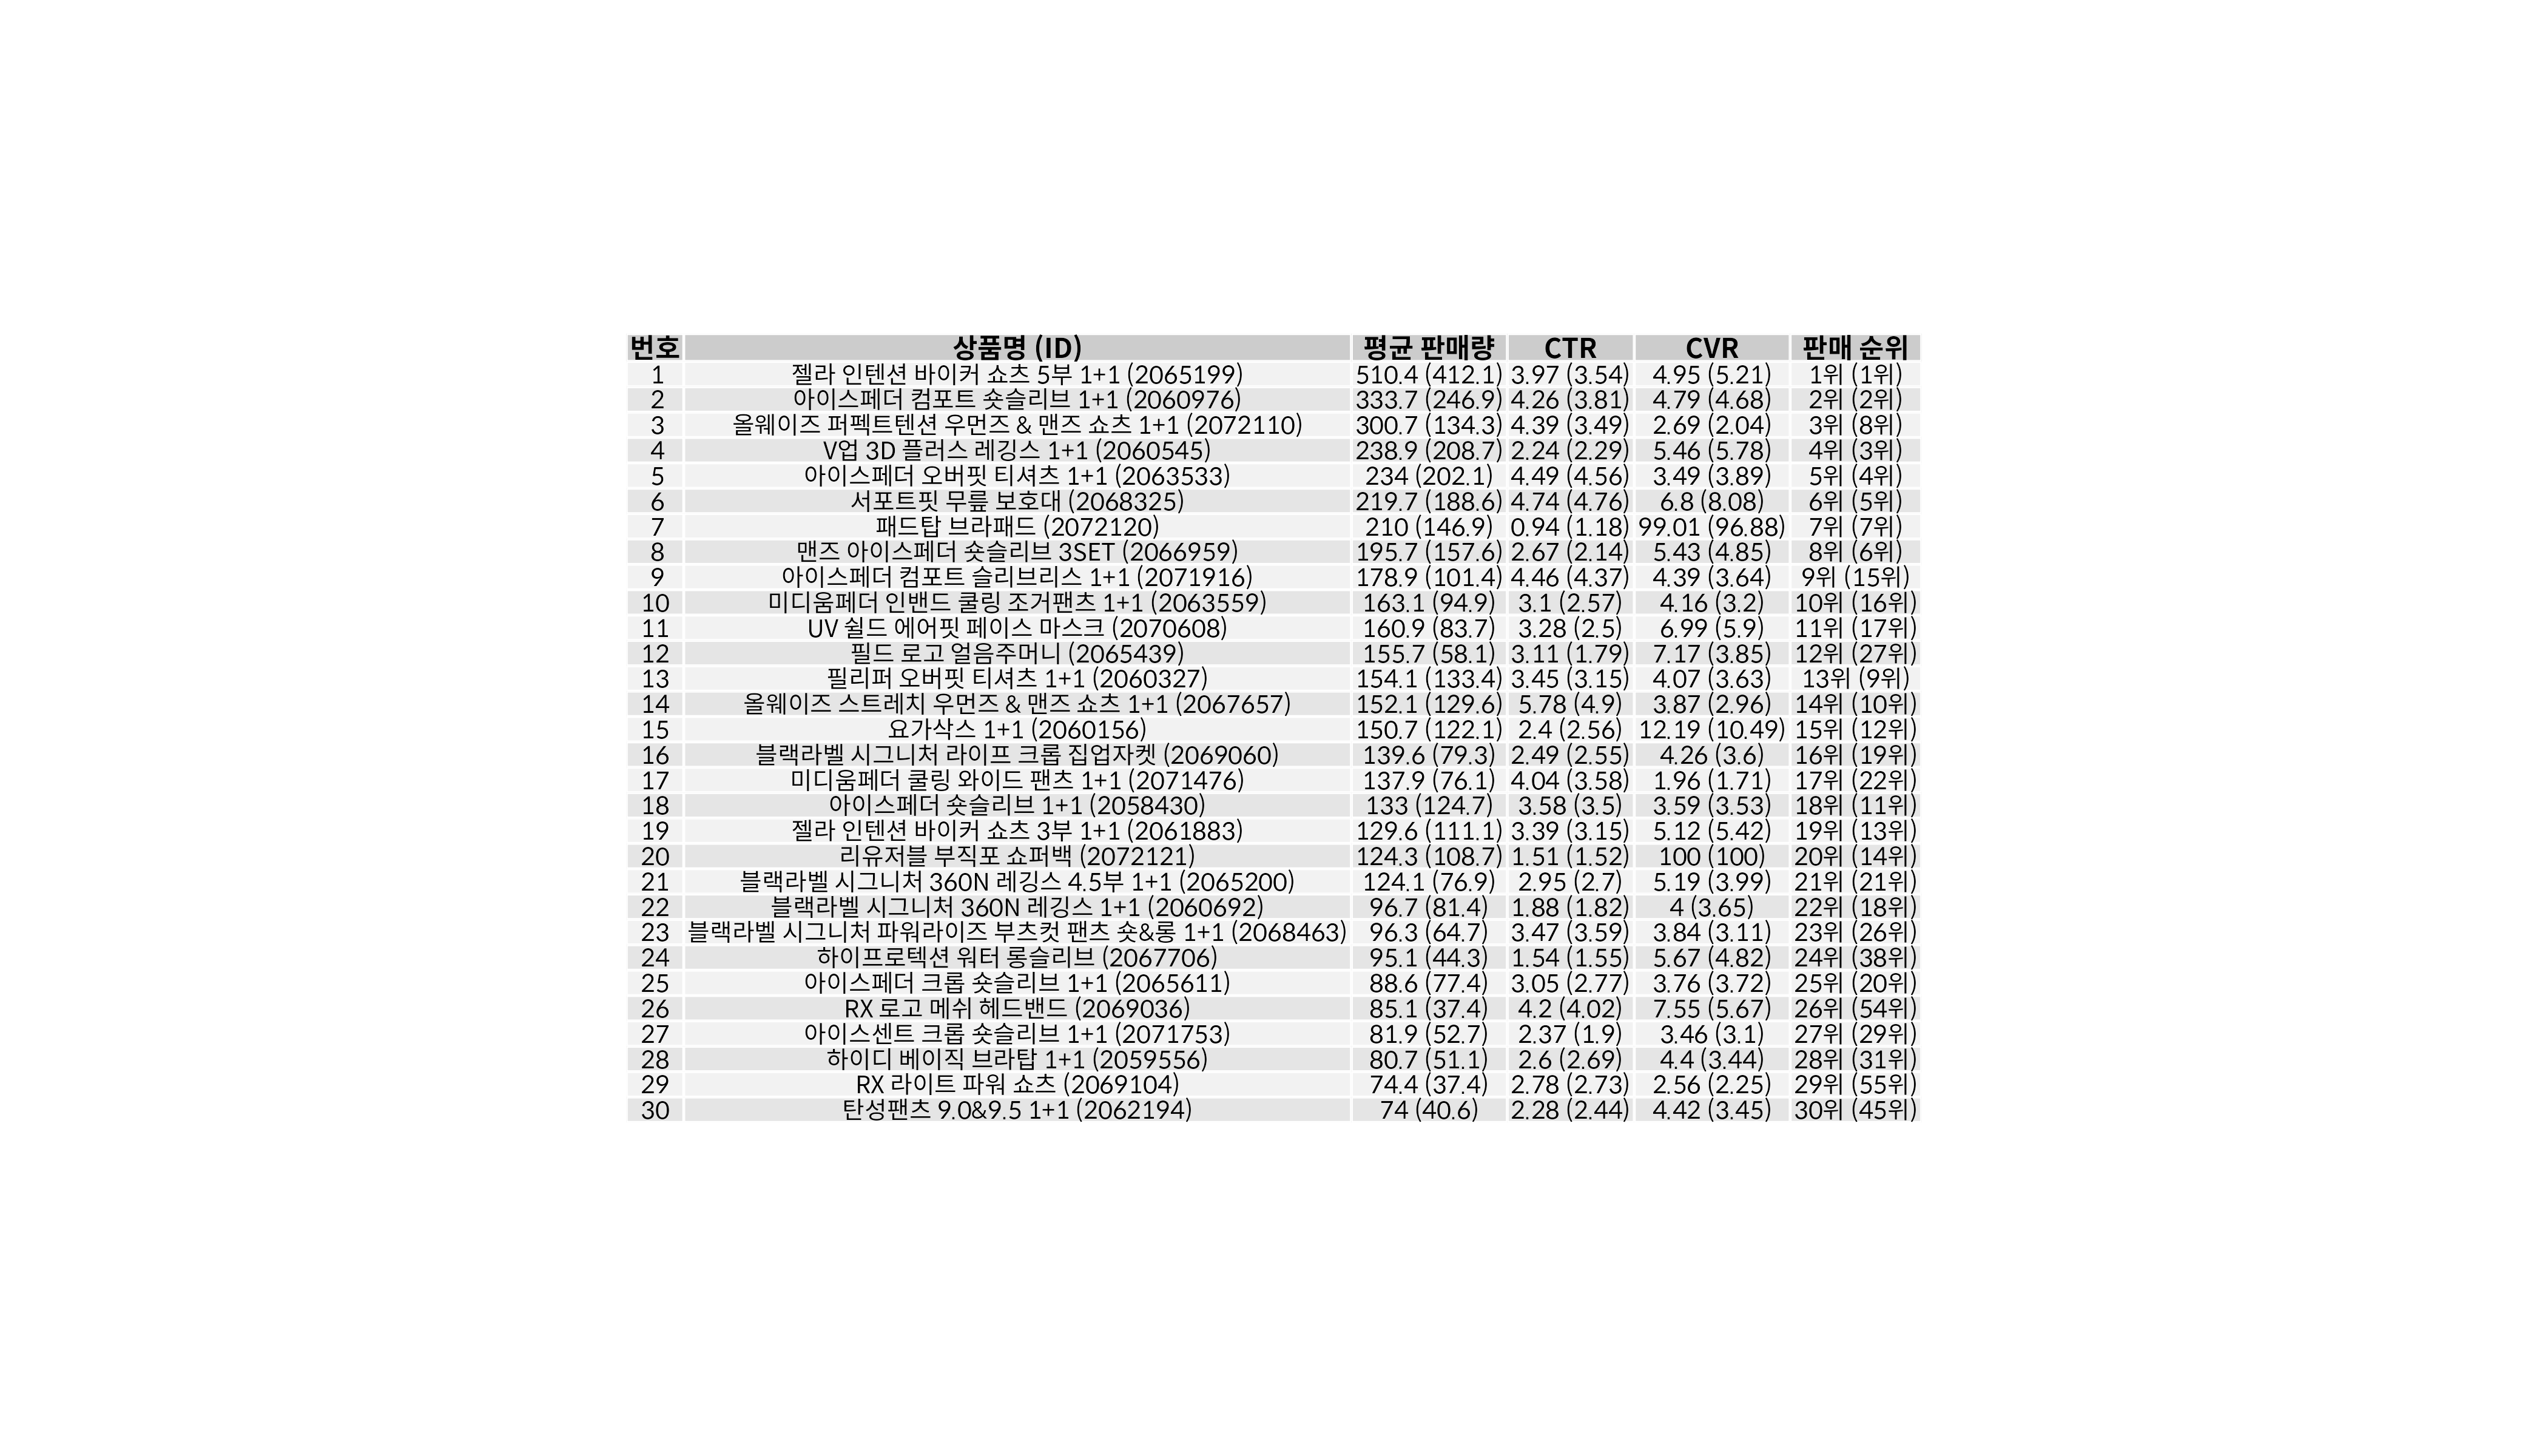 번호 상품명 (ID) 평균 판매량 CTR CVR 판매 순위
1 젤라 인텐션 바이커 쇼츠 5부 1+1 (2065199) 510.4 (412.1) 3.97 (3.54) 4.95 (5.21) 1위 (1위)
2 아이스페더 컴포트 숏슬리브 1+1 (2060976) 333.7 (246.9) 4.26 (3.81) 4.79 (4.68) 2위 (2위)
3 올웨이즈 퍼펙트텐션 우먼즈 & 맨즈 쇼츠 1+1 (2072110) 300.7 (134.3) 4.39 (3.49) 2.69 (2.04) 3위 (8위)
4 V업 3D 플러스 레깅스 1+1 (2060545) 238.9 (208.7) 2.24 (2.29) 5.46 (5.78) 4위 (3위)
5 아이스페더 오버핏 티셔츠 1+1 (2063533) 234 (202.1) 4.49 (4.56) 3.49 (3.89) 5위 (4위)
6 서포트핏 무릎 보호대 (2068325) 219.7 (188.6) 4.74 (4.76) 6.8 (8.08) 6위 (5위)
7 패드탑 브라패드 (2072120) 210 (146.9) 0.94 (1.18) 99.01 (96.88) 7위 (7위)
8 맨즈 아이스페더 숏슬리브 3SET (2066959) 195.7 (157.6) 2.67 (2.14) 5.43 (4.85) 8위 (6위)
9 아이스페더 컴포트 슬리브리스 1+1 (2071916) 178.9 (101.4) 4.46 (4.37) 4.39 (3.64) 9위 (15위)
10 미디움페더 인밴드 쿨링 조거팬츠 1+1 (2063559) 163.1 (94.9) 3.1 (2.57) 4.16 (3.2) 10위 (16위)
11 UV 쉴드 에어핏 페이스 마스크 (2070608) 160.9 (83.7) 3.28 (2.5) 6.99 (5.9) 11위 (17위)
12 필드 로고 얼음주머니 (2065439) 155.7 (58.1) 3.11 (1.79) 7.17 (3.85) 12위 (27위)
13 필리퍼 오버핏 티셔츠 1+1 (2060327) 154.1 (133.4) 3.45 (3.15) 4.07 (3.63) 13위 (9위)
14 올웨이즈 스트레치 우먼즈 & 맨즈 쇼츠 1+1 (2067657) 152.1 (129.6) 5.78 (4.9) 3.87 (2.96) 14위 (10위)
15 요가삭스 1+1 (2060156) 150.7 (122.1) 2.4 (2.56) 12.19 (10.49) 15위 (12위)
16 블랙라벨 시그니처 라이프 크롭 집업자켓 (2069060) 139.6 (79.3) 2.49 (2.55) 4.26 (3.6) 16위 (19위)
17 미디움페더 쿨링 와이드 팬츠 1+1 (2071476) 137.9 (76.1) 4.04 (3.58) 1.96 (1.71) 17위 (22위)
18 아이스페더 숏슬리브 1+1 (2058430) 133 (124.7) 3.58 (3.5) 3.59 (3.53) 18위 (11위)
19 젤라 인텐션 바이커 쇼츠 3부 1+1 (2061883) 129.6 (111.1) 3.39 (3.15) 5.12 (5.42) 19위 (13위)
20 리유저블 부직포 쇼퍼백 (2072121) 124.3 (108.7) 1.51 (1.52) 100 (100) 20위 (14위)
21 블랙라벨 시그니처 360N 레깅스 4.5부 1+1 (2065200) 124.1 (76.9) 2.95 (2.7) 5.19 (3.99) 21위 (21위)
22 블랙라벨 시그니처 360N 레깅스 1+1 (2060692) 96.7 (81.4) 1.88 (1.82) 4 (3.65) 22위 (18위)
23 블랙라벨 시그니처 파워라이즈 부츠컷 팬츠 숏&롱 1+1 (2068463) 96.3 (64.7) 3.47 (3.59) 3.84 (3.11) 23위 (26위)
24 하이프로텍션 워터 롱슬리브 (2067706) 95.1 (44.3) 1.54 (1.55) 5.67 (4.82) 24위 (38위)
25 아이스페더 크롭 숏슬리브 1+1 (2065611) 88.6 (77.4) 3.05 (2.77) 3.76 (3.72) 25위 (20위)
26 RX 로고 메쉬 헤드밴드 (2069036) 85.1 (37.4) 4.2 (4.02) 7.55 (5.67) 26위 (54위)
27 아이스센트 크롭 숏슬리브 1+1 (2071753) 81.9 (52.7) 2.37 (1.9) 3.46 (3.1) 27위 (29위)
28 하이디 베이직 브라탑 1+1 (2059556) 80.7 (51.1) 2.6 (2.69) 4.4 (3.44) 28위 (31위)
29 RX 라이트 파워 쇼츠 (2069104) 74.4 (37.4) 2.78 (2.73) 2.56 (2.25) 29위 (55위)
30 탄성팬츠 9.0&9.5 1+1 (2062194) 74 (40.6) 2.28 (2.44) 4.42 (3.45) 30위 (45위)